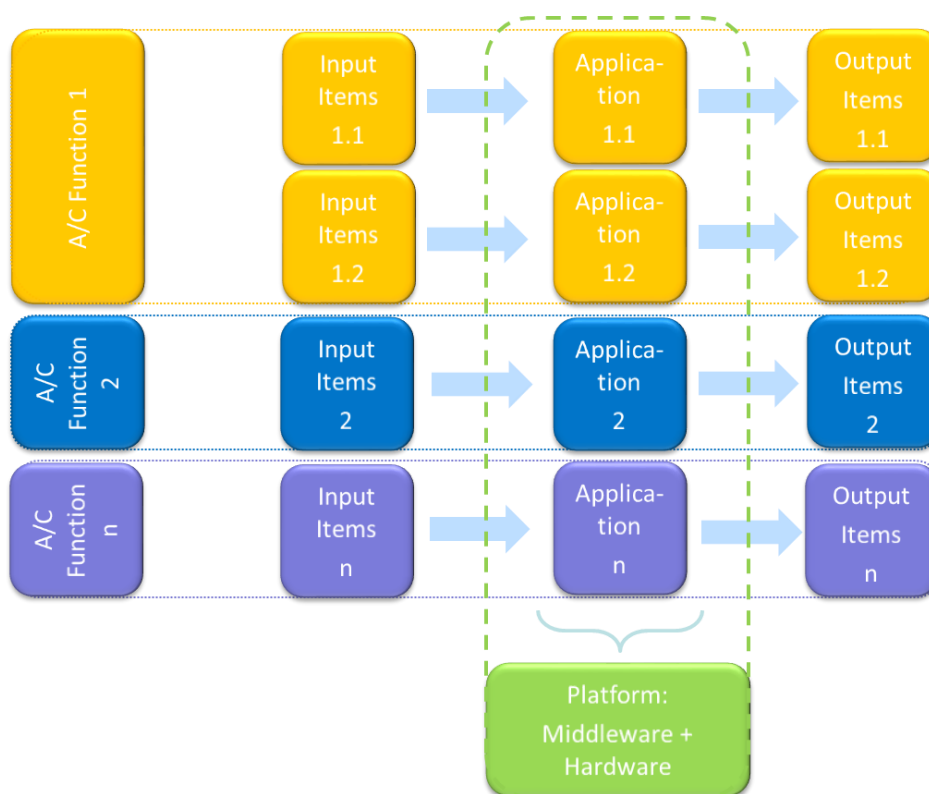 A/C Function 1
Input
Items
1.1
Applica-
tion
1.1
Output
Items
1.1
Input
Items
1.2
Applica-
tion
1.2
Output
Items
1.2
A/C
Function
2
Input
Items
2
Applica-
tion
2
Output
Items
2
A/C
Function
n
Input
Items
n
Applica-
tion
n
Output
Items
n
Platform:
Middleware +
Hardware